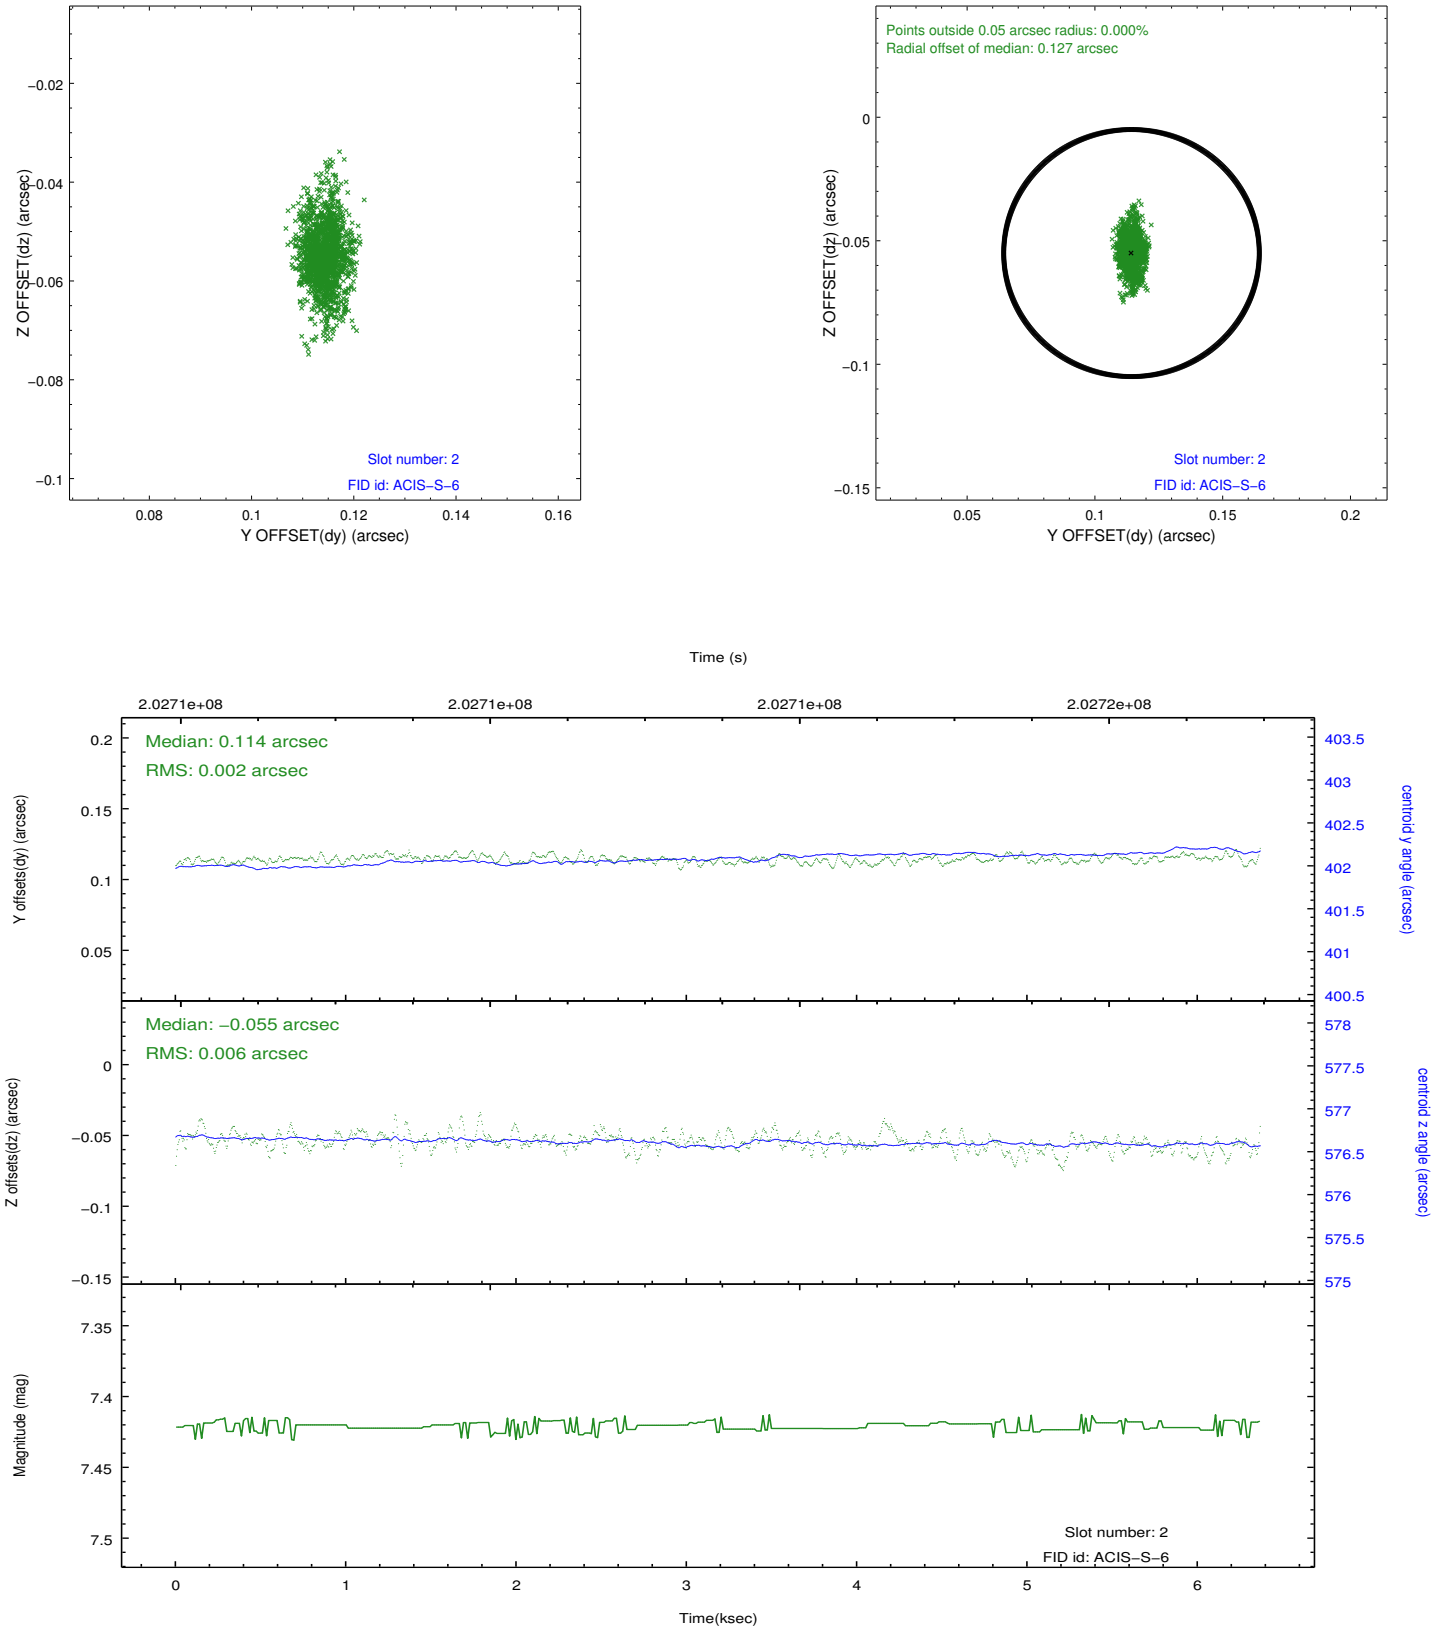 −0.02
−0.04
−0.06
−0.08
−0.1
Z OFFSET(dz) (arcsec)
Slot number: 2
FID id: ACIS−S−6
0.08 0.1 0.12 0.14 0.16
Y OFFSET(dy) (arcsec)
Points outside 0.05 arcsec radius: 0.000%
Radial offset of median: 0.127 arcsec
0
−0.05
−0.1
−0.15
Z OFFSET(dz) (arcsec)
Slot number: 2
FID id: ACIS−S−6
0.05 0.1 0.15 0.2
Y OFFSET(dy) (arcsec)
Time (s)
2.0271e+08 2.0271e+08 2.0271e+08 2.0272e+08
Median: 0.114 arcsec
RMS: 0.002 arcsec
0.2
0.15
0.1
0.05
Y offsets(dy) (arcsec)
403.5
403
402.5
402
401.5
401
400.5
centroid y angle (arcsec)
Median: −0.055 arcsec
RMS: 0.006 arcsec
0
−0.05
−0.1
−0.15
Z offsets(dz) (arcsec)
578
577.5
577
576.5
576
575.5
575
centroid z angle (arcsec)
7.35
7.4
7.45
7.5
Magnitude (mag)
Slot number: 2
FID id: ACIS−S−6
0 1 2 3 4 5 6
Time(ksec)